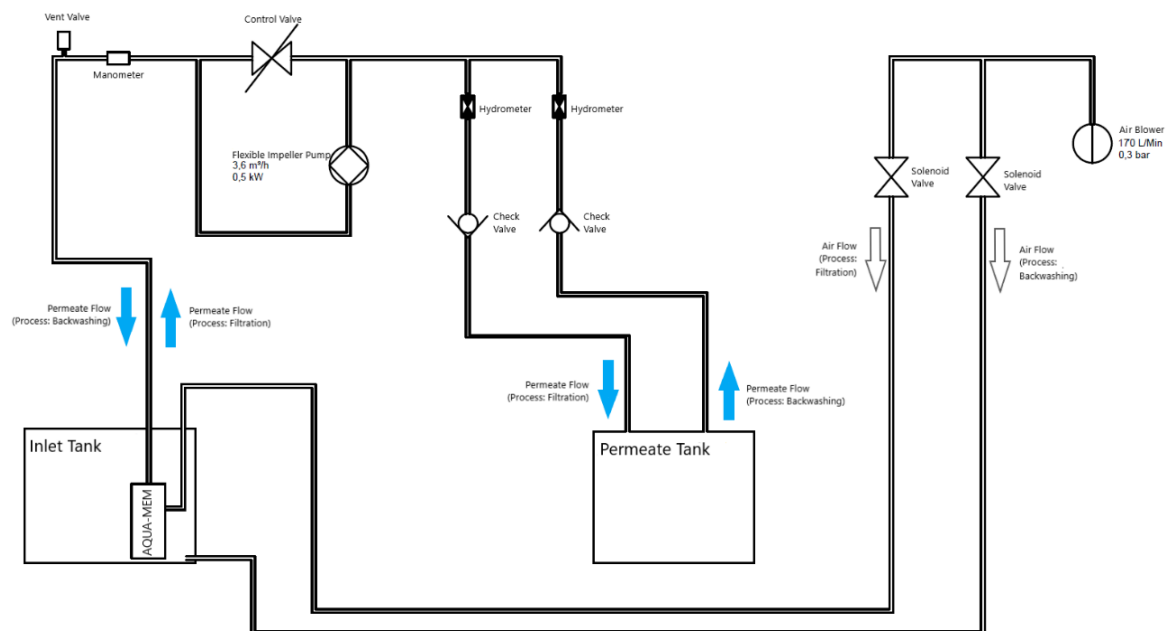 Vent Valve
Control Valve
Manometer
Hydrometer
Hydrometer
Flexible Impeller Pump
3,6 m³/h
0,5 kW
Air Blower
170 L/Min
0,3 bar
Solenoid
Valve
Solenoid
Valve
Check
Valve
Check
Valve
Air Flow
(Process:
Filtration)
Air Flow
(Process:
Backwashing)
Permeate Flow
(Process: Backwashing)
Permeate Flow
(Process: Filtration)
Permeate Flow
(Process: Filtration)
Permeate Flow
(Process: Backwashing)
Inlet Tank
AQUA-MEM
Permeate Tank